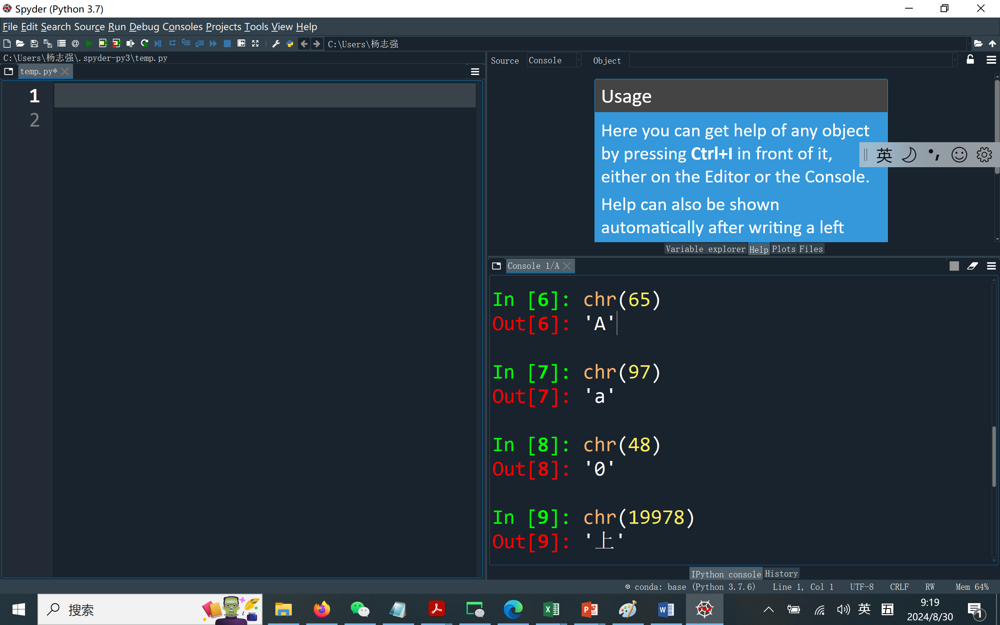 Spyder (Python 3.7)
File Edit Search Source Run Debug Consoles Projects Tools View Help
C:\Users\杨志强
C:\Users\杨志强\.spyder-py3\temp.py
temp.py*
1
2
Source Console Object
Usage
Here you can get help of any object
by pressing Ctrl+I in front of it,
either on the Editor or the Console.
Help can also be shown
automatically after writing a left
英
Variable explorer Help Plots Files
Console 1/A
In [6]: chr(65)
Out[6]: 'A'
In [7]: chr(97)
Out[7]: 'a'
In [8]: chr(48)
Out[8]: '0'
In [9]: chr(19978)
Out[9]: '上'
IPython console History
conda: base (Python 3.7.6) Line 1, Col 1 UTF-8 CRLF RW Mem 64%
搜索
英 五
9:19
2024/8/30
1